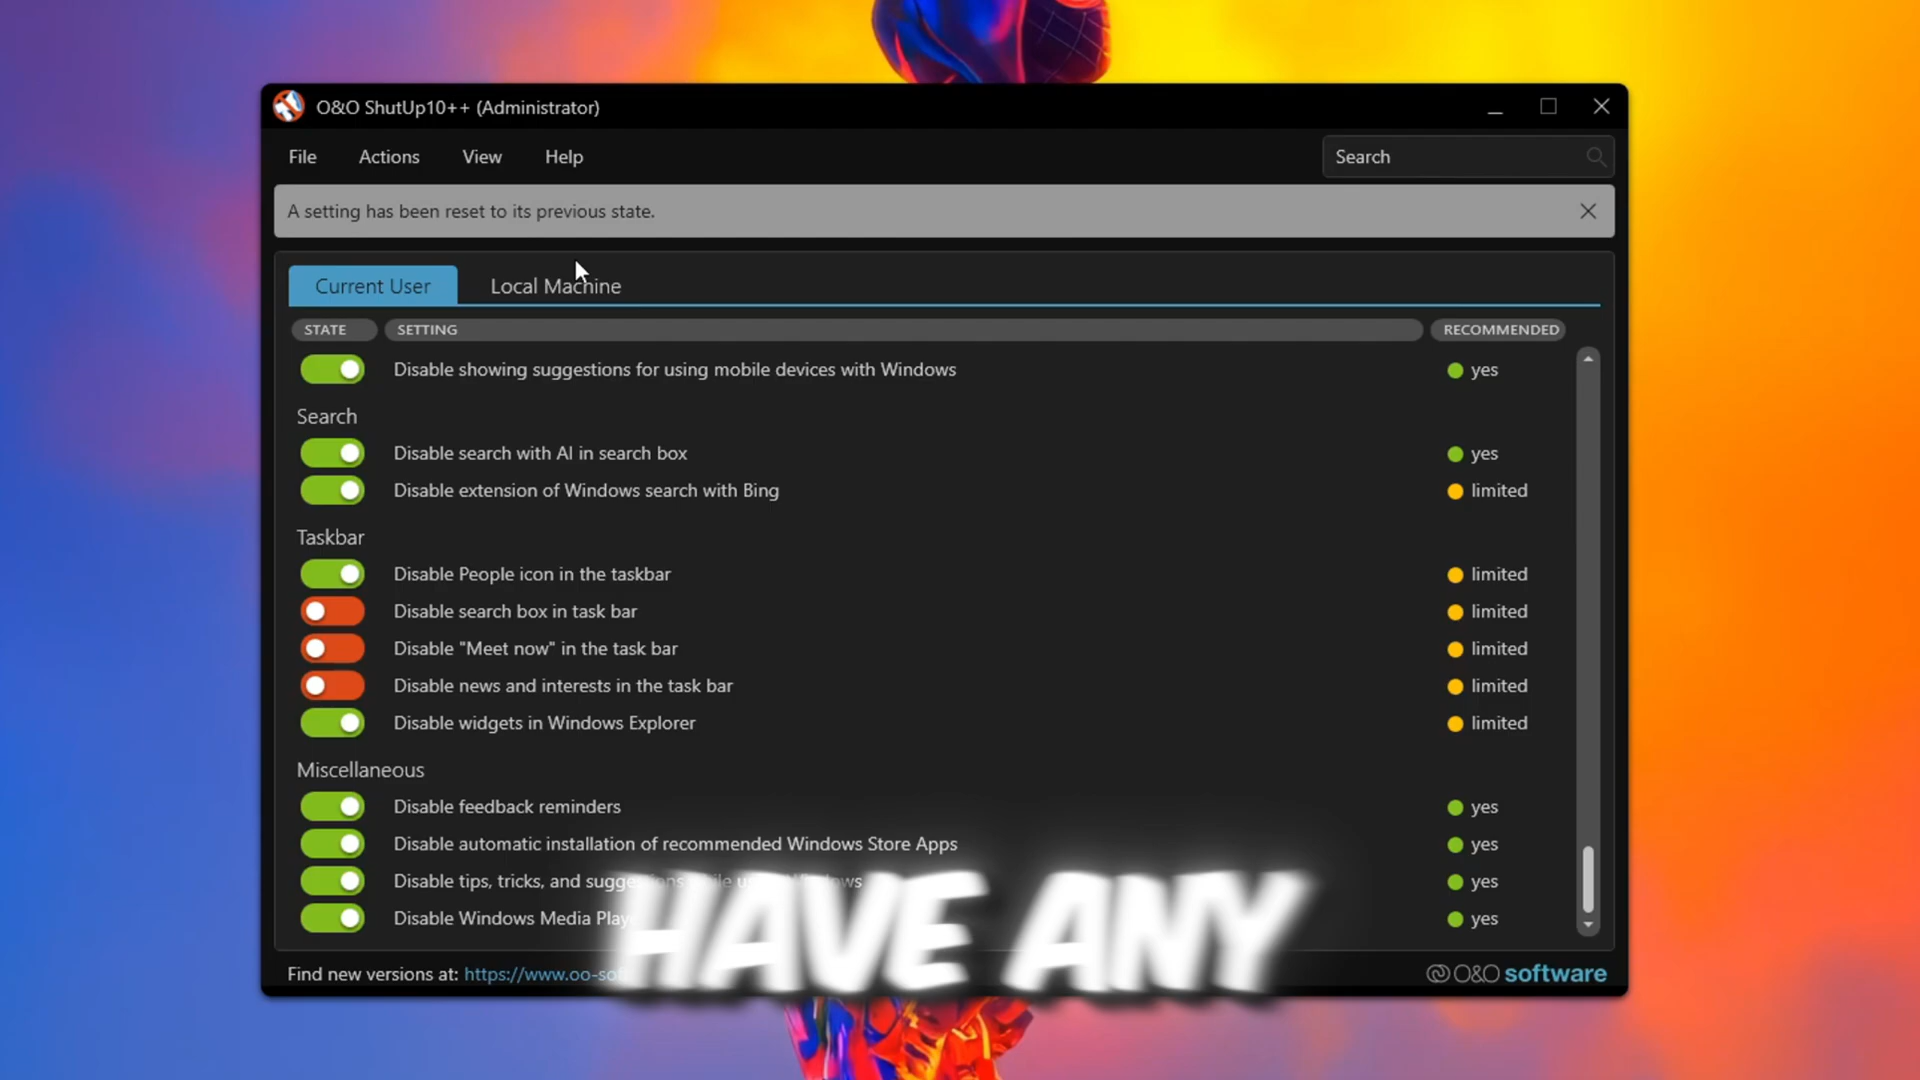 O&O ShutUp10++ (Administrator)
File Actions View Help Search
A setting has been reset to its previous state.
Current User Local Machine
STATE SETTING RECOMMENDED
Disable showing suggestions for using mobile devices with Windows yes
Search
Disable search with AI in search box yes
Disable extension of Windows search with Bing limited
Taskbar
Disable People icon in the taskbar limited
Disable search box in task bar limited
Disable "Meet now" in the task bar limited
Disable news and interests in the task bar limited
Disable widgets in Windows Explorer limited
Miscellaneous
Disable feedback reminders yes
Disable automatic installation of recommended Windows Store Apps yes
Disable tips, tricks, and suggestions while using Windows yes
Disable Windows Media yes
HAVE ANY
Find new versions at: O&O software